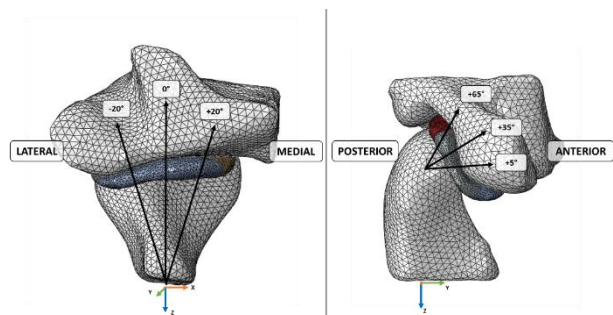 0°
-20°
+20°
LATERAL
MEDIAL
Y
X
Z
+65°
+35°
+5°
POSTERIOR
ANTERIOR
Y
Z